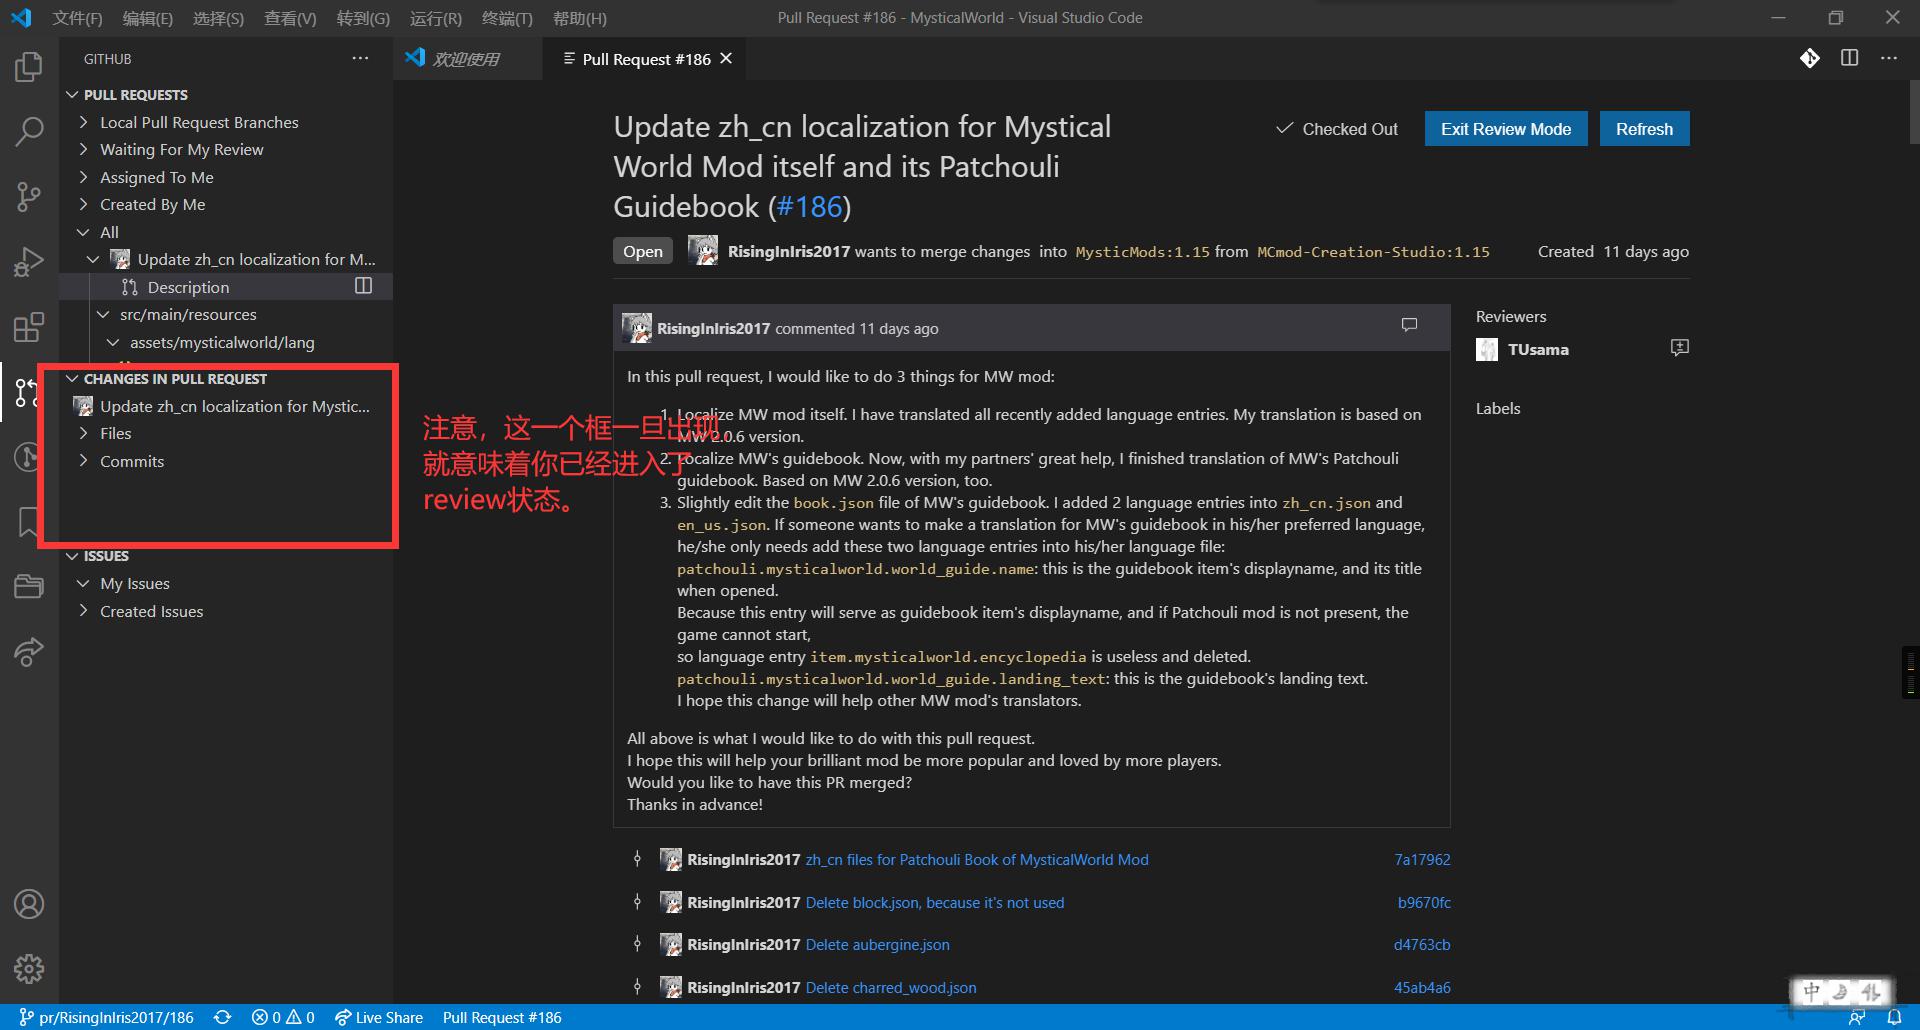 文件(F) 编辑(E) 选择(S) 查看(V) 转到(G) 运行(R) 终端(T) 帮助(H)
Pull Request #186 - MysticalWorld - Visual Studio Code
GITHUB
PULL REQUESTS
Local Pull Request Branches
Waiting For My Review
Assigned To Me
Created By Me
All
Update zh_cn localization for M...
Description
src/main/resources
assets/mysticalworld/lang
CHANGES IN PULL REQUEST
Update zh_cn localization for Mystic...
Files
Commits
ISSUES
My Issues
Created Issues
欢迎使用
Pull Request #186
Update zh_cn localization for Mystical
World Mod itself and its Patchouli
Guidebook (#186)
Checked Out
Exit Review Mode
Refresh
Open
RisingInIris2017 wants to merge changes into MysticMods:1.15 from MCmod-Creation-Studio:1.15
Created 11 days ago
RisingInIris2017 commented 11 days ago
In this pull request, I would like to do 3 things for MW mod:
1. Localize MW mod itself. I have translated all recently added language entries. My translation is based on
MW 2.0.6 version.
2. Localize MW's guidebook. Now, with my partners' great help, I finished translation of MW's Patchouli
guidebook. Based on MW 2.0.6 version, too.
3. Slightly edit the book.json file of MW's guidebook. I added 2 language entries into zh_cn.json and
en_us.json. If someone wants to make a translation for MW's guidebook in his/her preferred language,
he/she only needs add these two language entries into his/her language file:
patchouli.mysticalworld.world_guide.name: this is the guidebook item's displayname, and its title
when opened.
Because this entry will serve as guidebook item's displayname, and if Patchouli mod is not present, the
game cannot start,
so language entry item.mysticalworld.encyclopedia is useless and deleted.
patchouli.mysticalworld.world_guide.landing_text: this is the guidebook's landing text.
I hope this change will help other MW mod's translators.
All above is what I would like to do with this pull request.
I hope this will help your brilliant mod be more popular and loved by more players.
Would you like to have this PR merged?
Thanks in advance!
注意，这一个框一旦出现，
就意味着你已经进入了
review状态。
Reviewers
TUsama
Labels
RisingInIris2017 zh_cn files for Patchouli Book of MysticalWorld Mod 7a17962
RisingInIris2017 Delete block.json, because it's not used b9670fc
RisingInIris2017 Delete aubergine.json d4763cb
RisingInIris2017 Delete charred_wood.json 45ab4a6
中
pr/RisingInIris2017/186 0 0 Live Share Pull Request #186